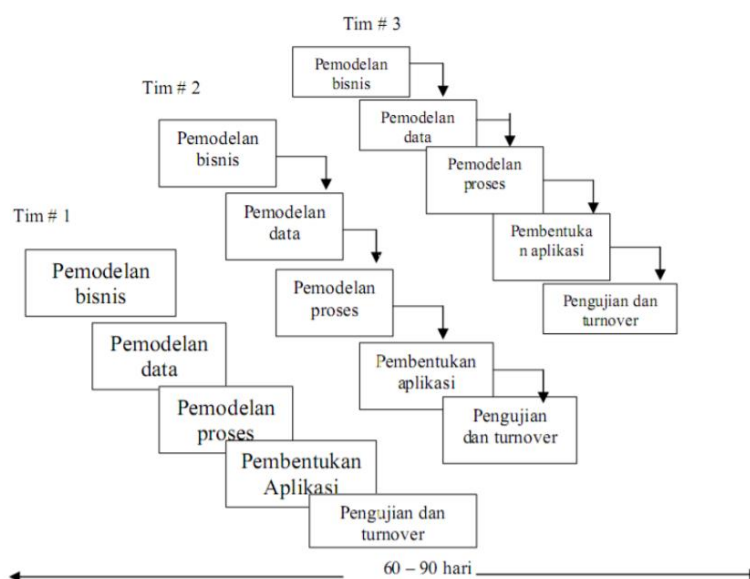 Tim # 3
Pemodelan
bisnis
Pemodelan
data
Pemodelan
proses
Pembentuka
n aplikasi
Pengujian dan
turnover
Tim # 2
Pemodelan
bisnis
Pemodelan
data
Pemodelan
proses
Pembentukan
aplikasi
Pengujian
dan turnover
Tim # 1
Pemodelan
bisnis
Pemodelan
data
Pemodelan
proses
Pembentukan
Aplikasi
Pengujian dan
turnover
60 – 90 hari